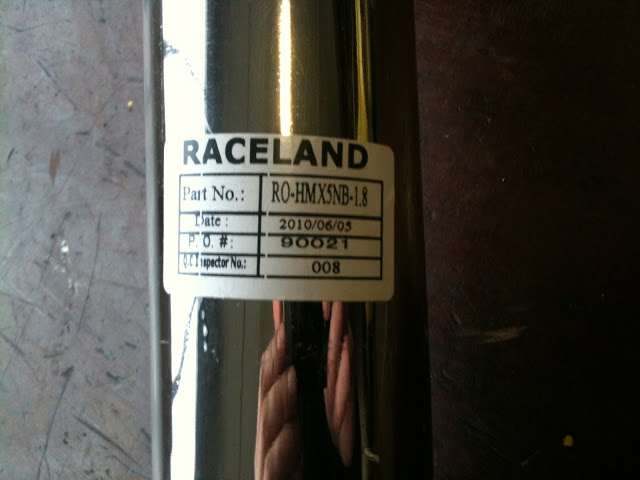 RACELAND
Part No.: RO-HMX5NB-1.8
Date : 2010/06/05
P. O. #: 90021
Q.C Inspector No.: 008